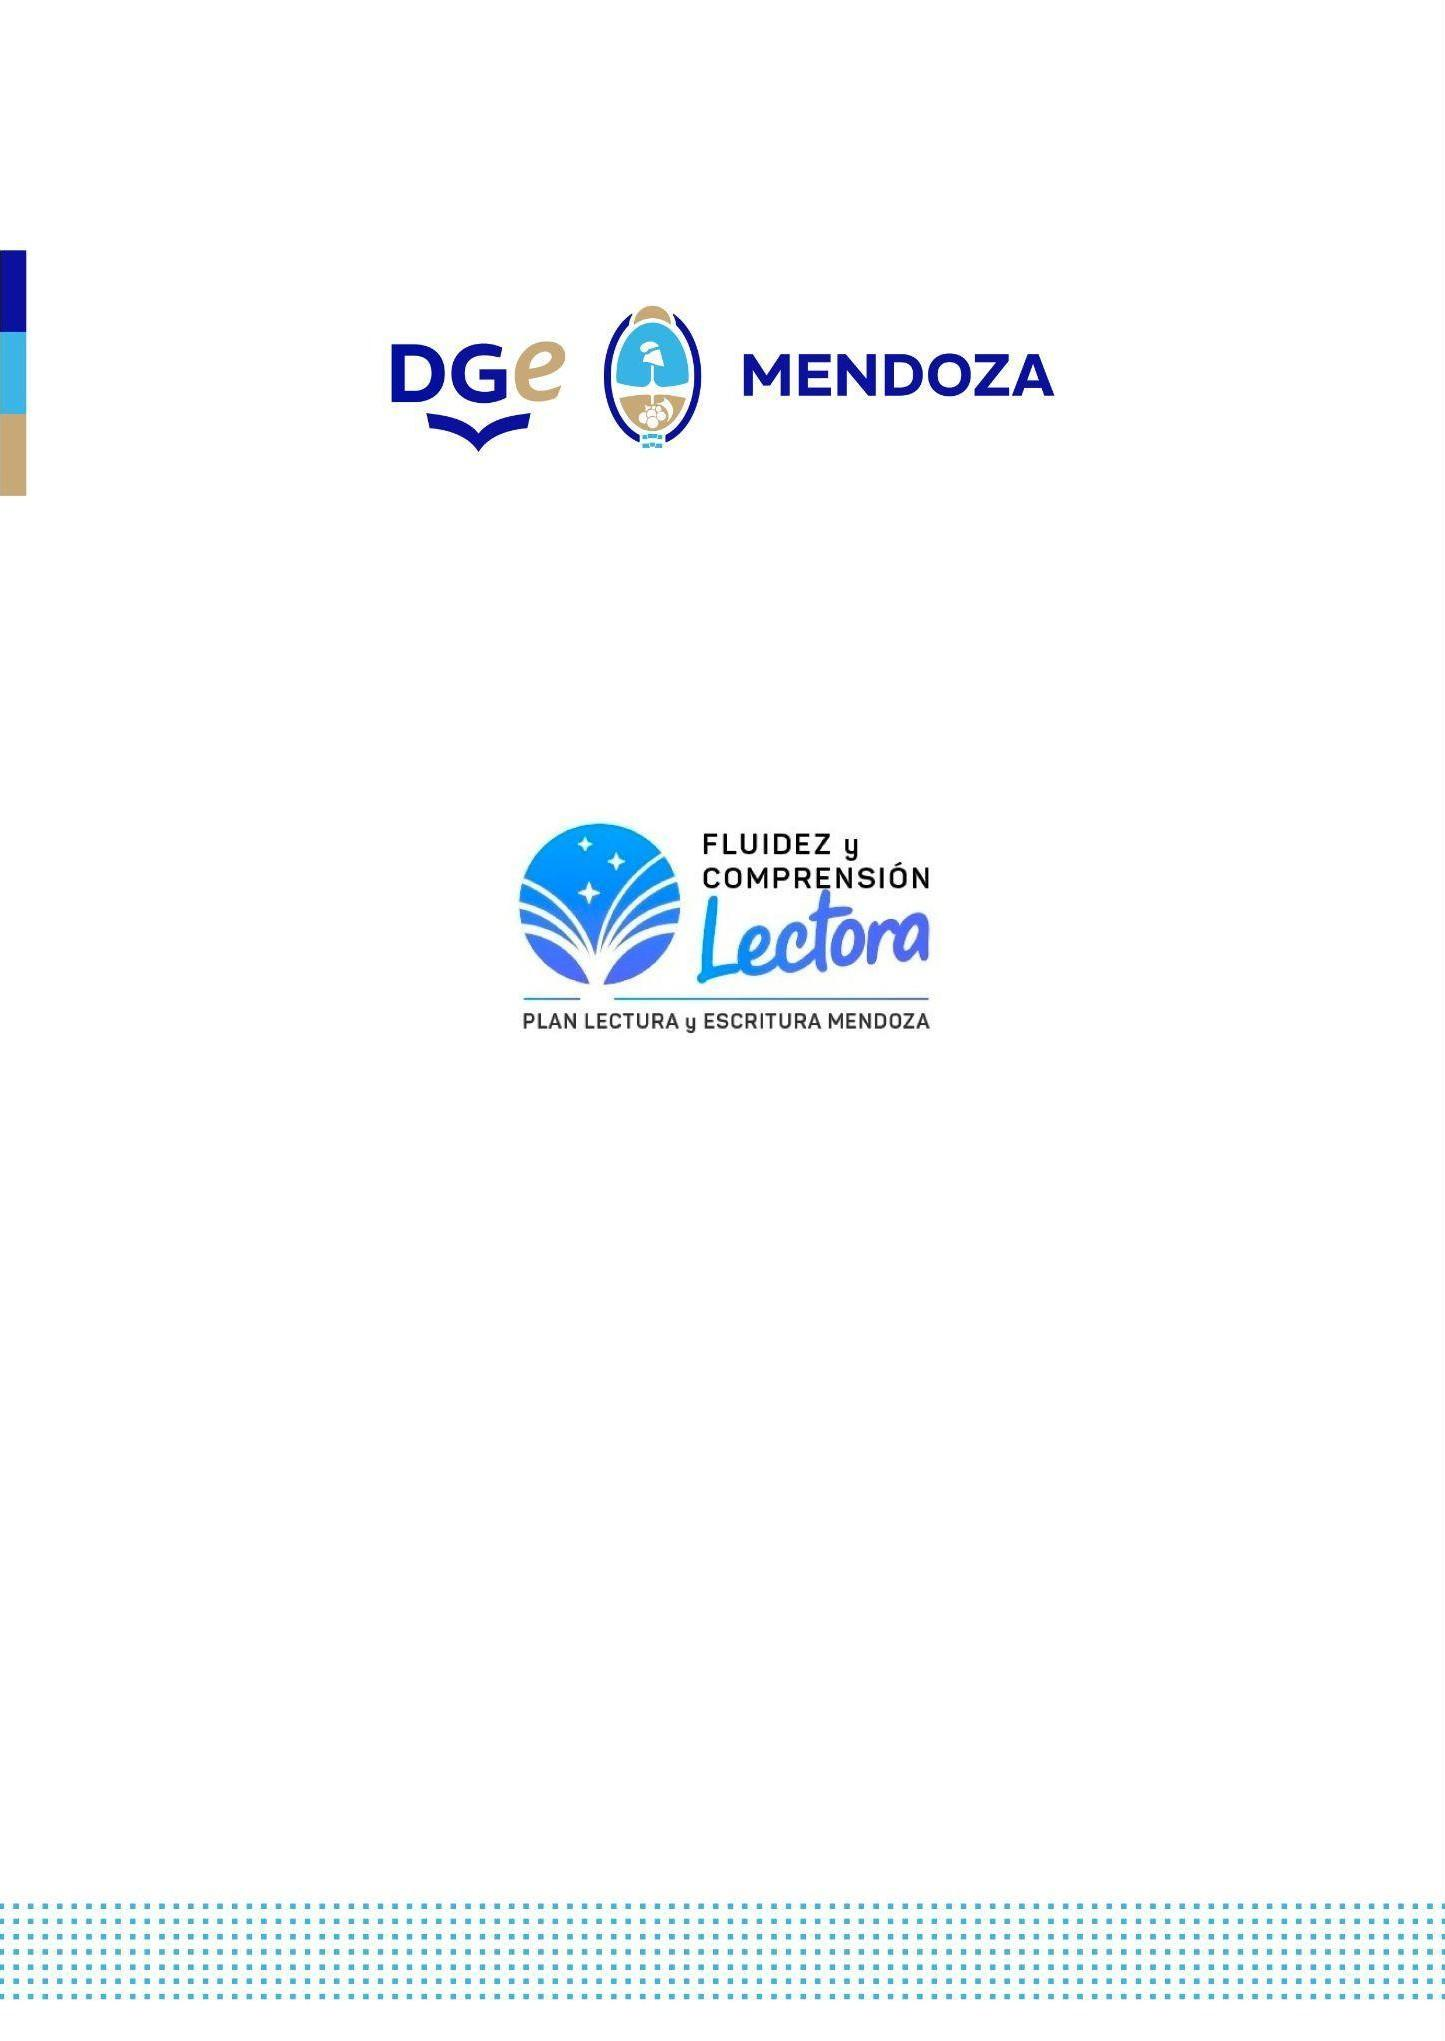 DGe MENDOZA
FLUIDEZ y
COMPRENSIÓN
Lectora
PLAN LECTURA y ESCRITURA MENDOZA